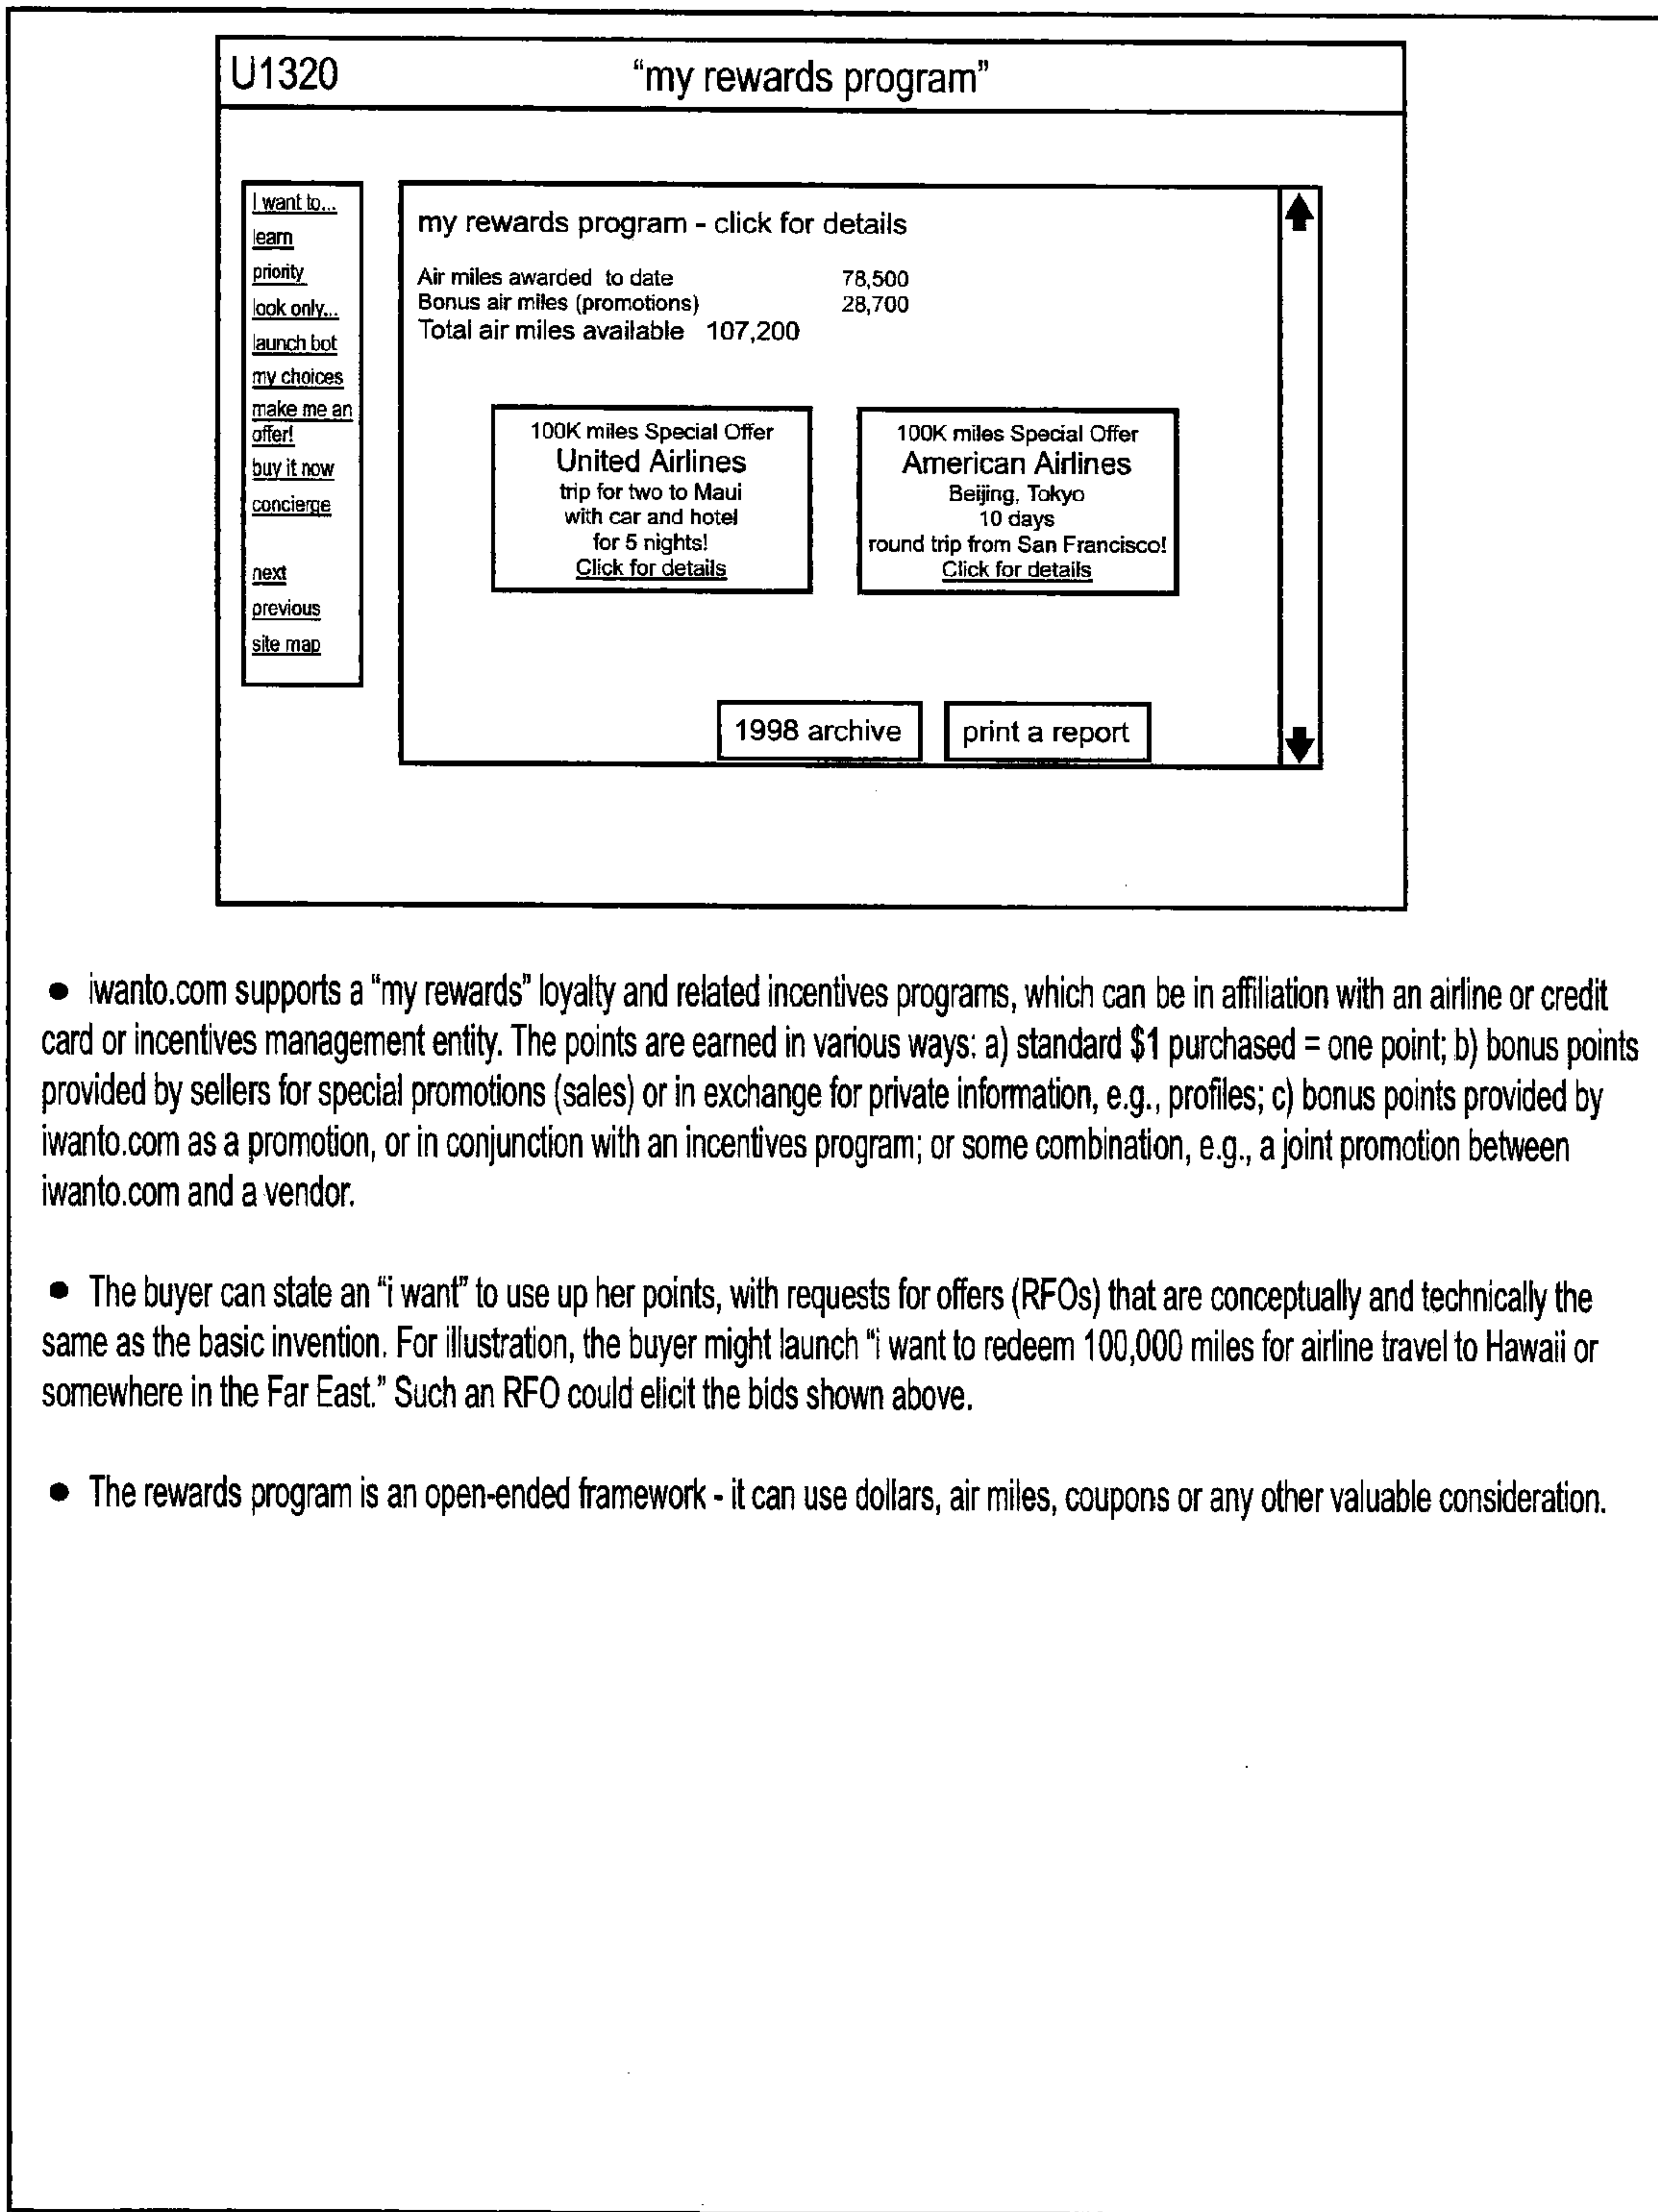 U1320
“my rewards program”
I want to...
learn
priority
look only...
launch bot
my choices
make me an
offer!
buy it now
concierge
next
previous
site map
my rewards program - click for details
Air miles awarded to date 78,500
Bonus air miles (promotions) 28,700
Total air miles available 107,200
100K miles Special Offer
United Airlines
trip for two to Maui
with car and hotel
for 5 nights!
Click for details
100K miles Special Offer
American Airlines
Beijing, Tokyo
10 days
round trip from San Francisco!
Click for details
1998 archive
print a report
● iwanto.com supports a “my rewards” loyalty and related incentives programs, which can be in affiliation with an airline or credit
card or incentives management entity. The points are earned in various ways: a) standard $1 purchased = one point; b) bonus points
provided by sellers for special promotions (sales) or in exchange for private information, e.g., profiles; c) bonus points provided by
iwanto.com as a promotion, or in conjunction with an incentives program; or some combination, e.g., a joint promotion between
iwanto.com and a vendor.
● The buyer can state an “i want” to use up her points, with requests for offers (RFOs) that are conceptually and technically the
same as the basic invention. For illustration, the buyer might launch “i want to redeem 100,000 miles for airline travel to Hawaii or
somewhere in the Far East.” Such an RFO could elicit the bids shown above.
● The rewards program is an open-ended framework - it can use dollars, air miles, coupons or any other valuable consideration.